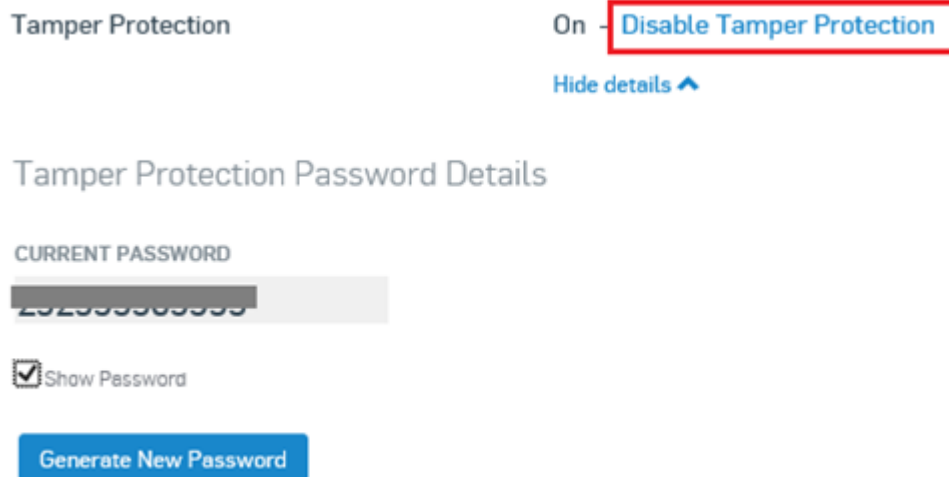 Tamper Protection On - Disable Tamper Protection
Hide details
Tamper Protection Password Details
CURRENT PASSWORD
Show Password
Generate New Password